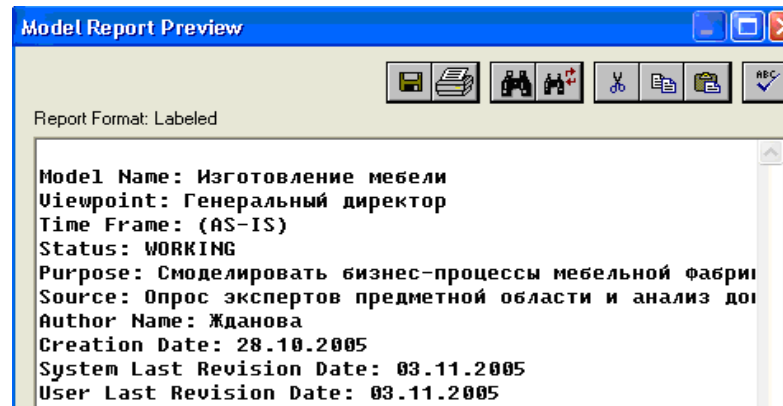 Model Report Preview
ABC
Report Format: Labeled
Model Name: Изготовление мебели
Viewpoint: Генеральный директор
Time Frame: (AS-IS)
Status: WORKING
Purpose: Смоделировать бизнес-процессы мебельной
Source: Опрос экспертов предметной области и анализ
Author Name: Жданова
Creation Date: 28.10.2005
System Last Revision Date: 03.11.2005
User Last Revision Date: 03.11.2005